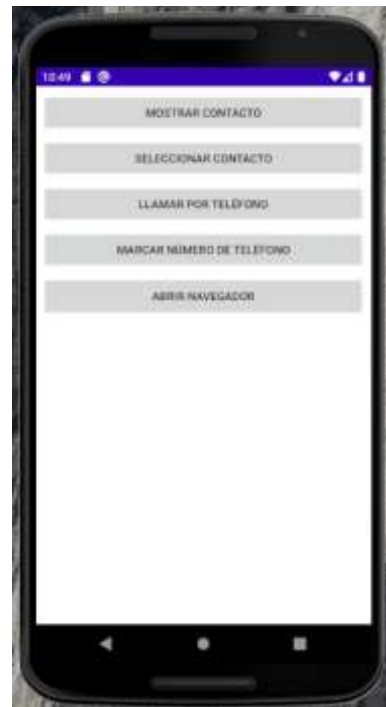 10:49
MOSTRAR CONTACTO
SELECCIONAR CONTACTO
LLAMAR POR TELÉFONO
MARCAR NÚMERO DE TELÉFONO
ABRIR NAVEGADOR